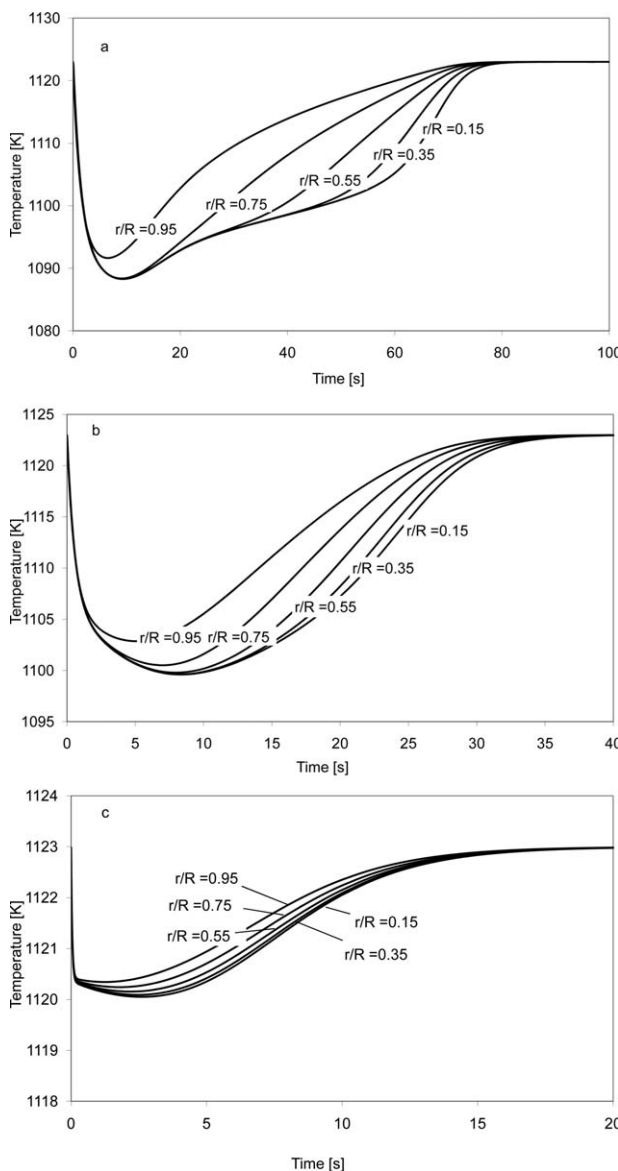 a
Temperature [K]
1130
1120
1110
1100
1090
1080
r/R =0.15
r/R =0.35
r/R =0.55
r/R =0.75
r/R =0.95
0 20 40 60 80 100
Time [s]
b
Temperature [K]
1125
1120
1115
1110
1105
1100
1095
r/R =0.15
r/R =0.35
r/R =0.55
r/R =0.95 r/R =0.75
0 5 10 15 20 25 30 35 40
Time [s]
c
Temperature [K]
1124
1123
1122
1121
1120
1119
1118
r/R =0.95
r/R =0.75
r/R =0.15
r/R =0.55
r/R =0.35
0 5 10 15 20
Time [s]